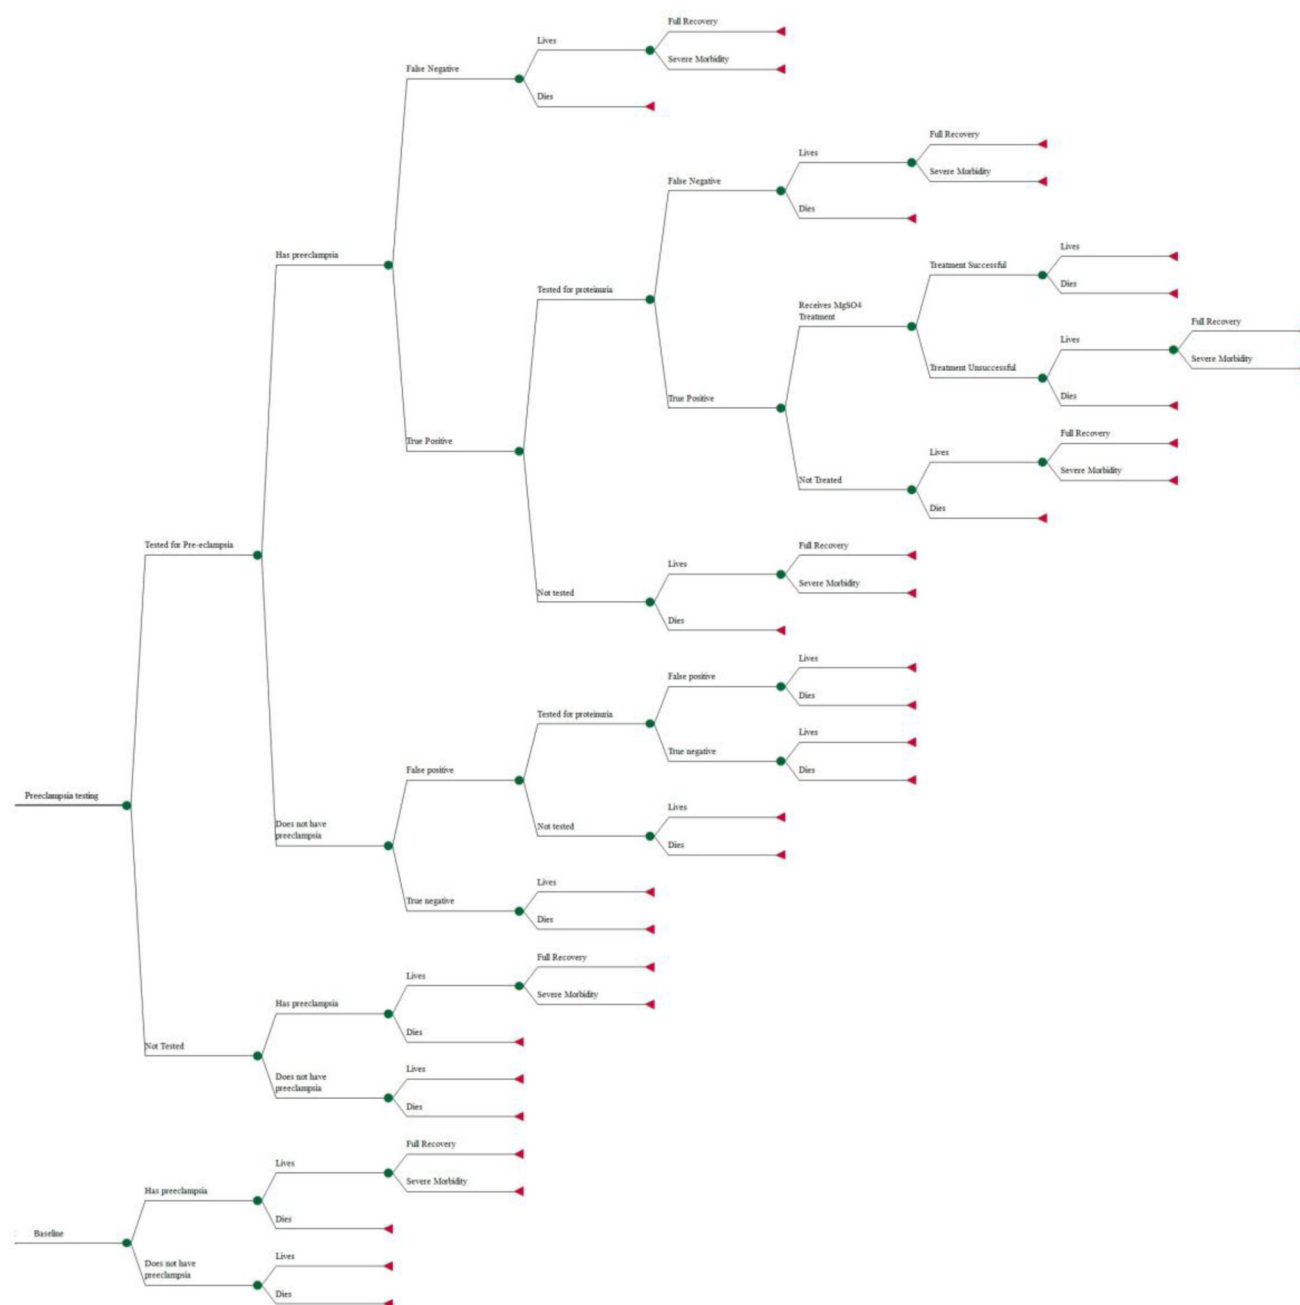 Full Recovery
Lives
Severe Morbidity
False Negative
Dies
Full Recovery
Lives
Severe Morbidity
False Negative
Dies
Has preeclampsia
Lives
Treatment Successful
Dies
Tested for proteinuria
Receives MgSO4
Treatment
Full Recovery
Lives
Severe Morbidity
Treatment Unsuccessful
Dies
True Positive
Full Recovery
True Positive
Lives
Severe Morbidity
Not Treated
Dies
Tested for Pre-eclampsia
Full Recovery
Lives
Severe Morbidity
Not tested
Dies
Lives
False positive
Dies
Tested for proteinuria
Lives
True negative
Dies
False positive
Preeclampsia testing
Lives
Does not have
preeclampsia
Not tested
Dies
Lives
True negative
Dies
Full Recovery
Lives
Severe Morbidity
Has preeclampsia
Dies
Not Tested
Lives
Does not have
preeclampsia
Dies
Full Recovery
Lives
Severe Morbidity
Has preeclampsia
Dies
Baseline
Lives
Does not have
preeclampsia
Dies